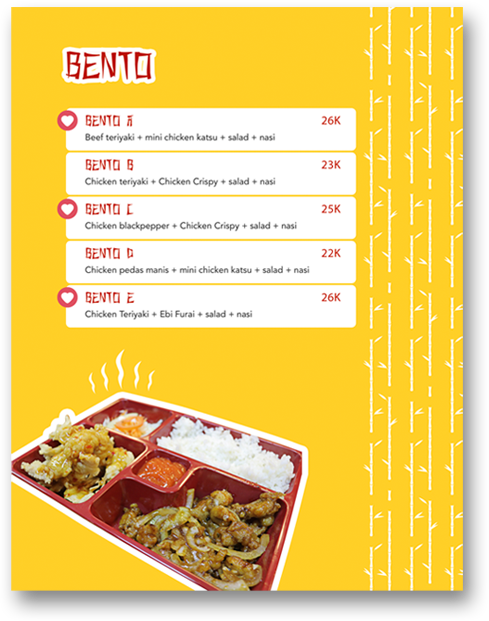 BENTO
BENTO A 26K
Beef teriyaki + mini chicken katsu + salad + nasi
BENTO B 23K
Chicken teriyaki + Chicken Crispy + salad + nasi
BENTO C 25K
Chicken blackpepper + Chicken Crispy + salad + nasi
BENTO D 22K
Chicken pedas manis + mini chicken katsu + salad + nasi
BENTO E 26K
Chicken Teriyaki + Ebi Furai + salad + nasi